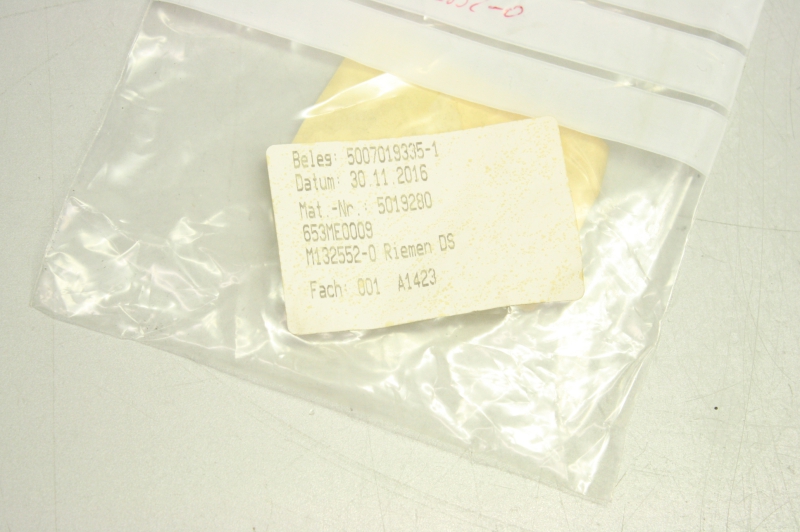 Beleg: 5007019335-1
Datum: 30.11.2016
Mat.-Nr.: 5019280
653ME0009
M132552-0 Riemen DS
Fach: 001 A1423